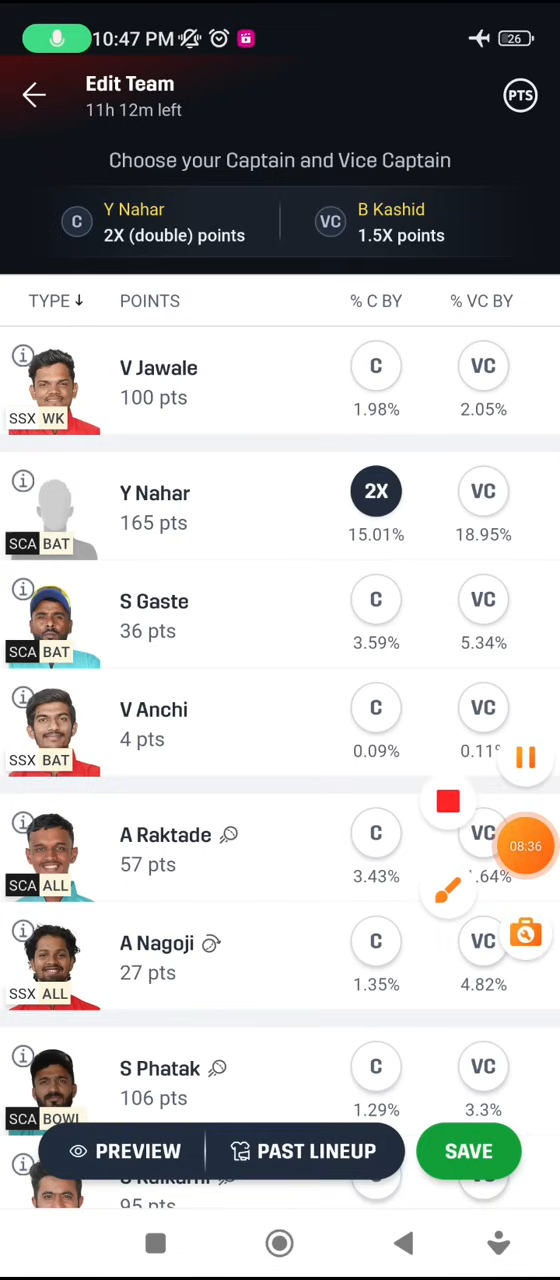 10:47 PM
26
Edit Team
11h 12m left
PTS
Choose your Captain and Vice Captain
C
Y Nahar
2X (double) points
VC
B Kashid
1.5X points
TYPE↓ POINTS % C BY % VC BY
V Jawale
100 pts
C VC
1.98% 2.05%
SSX WK
Y Nahar
165 pts
2X VC
15.01% 18.95%
SCA BAT
S Gaste
36 pts
C VC
3.59% 5.34%
SCA BAT
V Anchi
4 pts
C VC
0.09%
SSX BAT
A Raktade
57 pts
C VC
3.43% .64%
08:36
SCA ALL
A Nagoji
27 pts
C VC
1.35% 4.82%
SSX ALL
S Phatak
106 pts
C VC
1.29% 3.3%
SCA BOWL
PREVIEW PAST LINEUP SAVE
95 pts